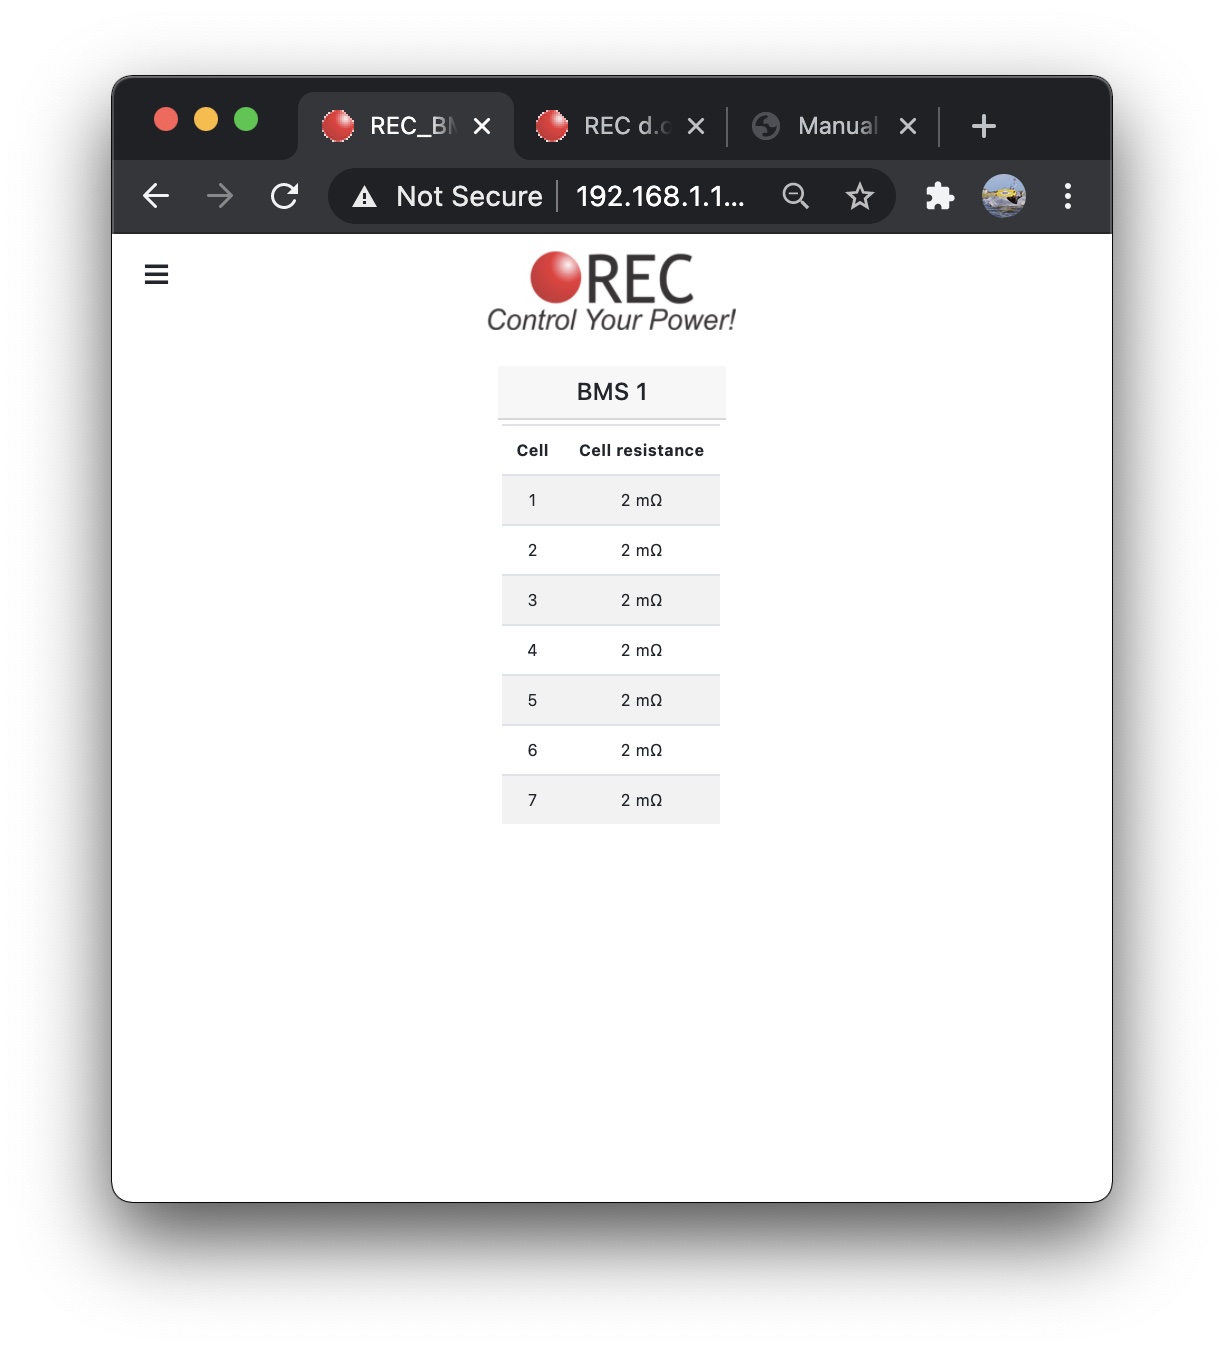 REC_BM
REC d.o
Manual
Not Secure
192.168.1.1...
REC
Control Your Power!
BMS 1
Cell Cell resistance
1 2 mΩ
2 2 mΩ
3 2 mΩ
4 2 mΩ
5 2 mΩ
6 2 mΩ
7 2 mΩ